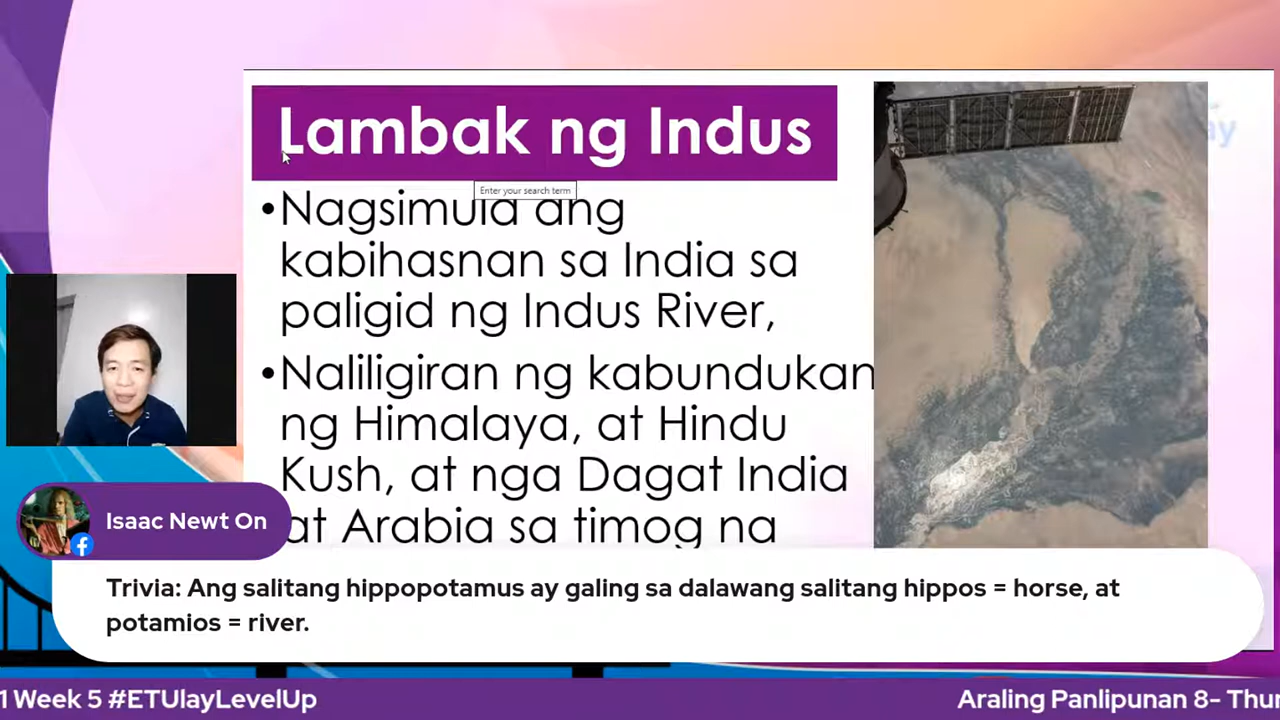 Lambak ng Indus
Enter your search term
•Nagsimula ang
kabihasnan sa India sa
paligid ng Indus River,
•Naliligiran ng kabundukan
ng Himalaya, at Hindu
Kush, at nga Dagat India
at Arabia sa timog na
Isaac Newt On
Trivia: Ang salitang hippopotamus ay galing sa dalawang salitang hippos = horse, at
potamios = river.
1 Week 5 #ETUlayLevelUp
Araling Panlipunan 8- Thur